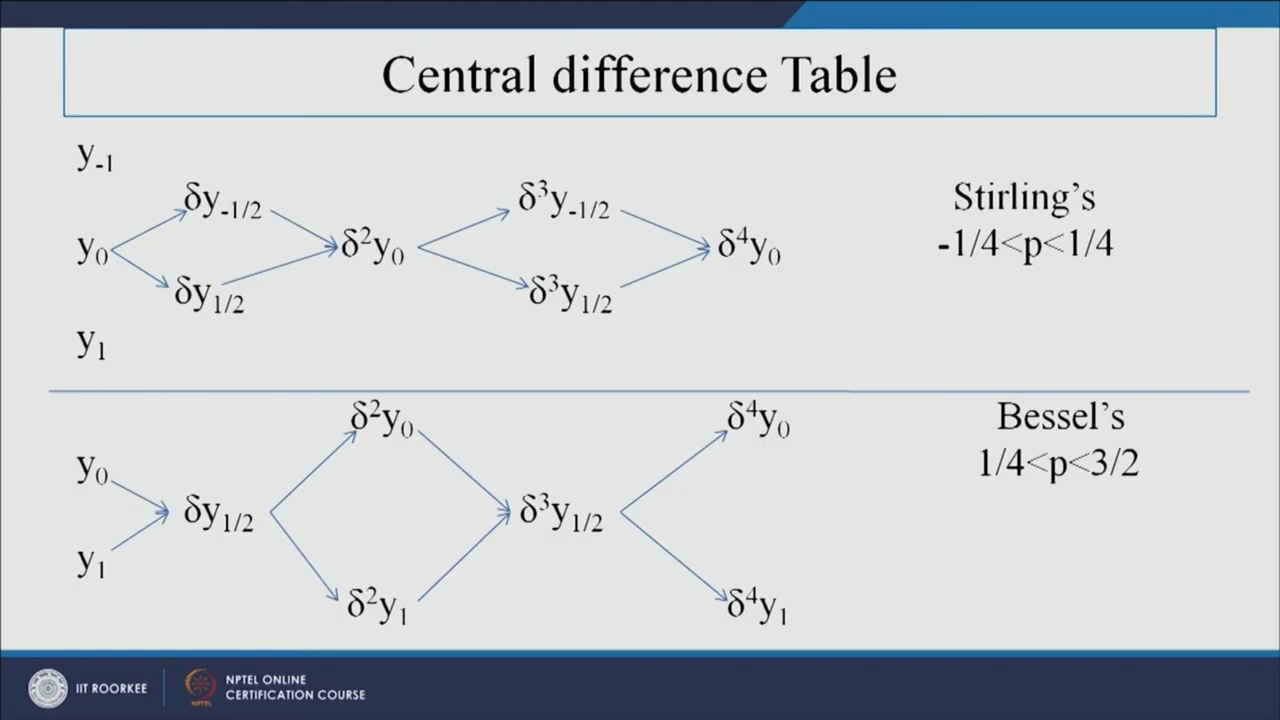 Central difference Table
y₋₁
δy₋₁/₂ δ³y₋₁/₂ Stirling’s
y₀ δ²y₀ δ⁴y₀ -1/4<p<1/4
δy₁/₂ δ³y₁/₂
y₁
δ²y₀ δ⁴y₀ Bessel’s
y₀ 1/4<p<3/2
δy₁/₂ δ³y₁/₂
y₁
δ²y₁ δ⁴y₁
IIT ROORKEE
NPTEL
NPTEL ONLINE
CERTIFICATION COURSE